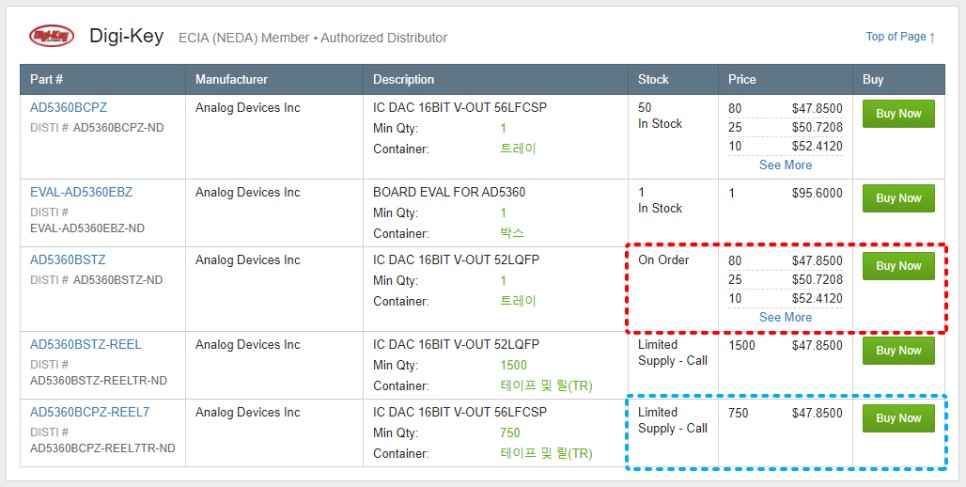 Digi-Key Digi-Key ECIA (NEDA) Member • Authorized Distributor Top of Page ↑
Part # Manufacturer Description Stock Price Buy
AD5360BCPZ Analog Devices Inc IC DAC 16BIT V-OUT 56LFCSP 50 80 $47.8500 Buy Now
DISTI # AD5360BCPZ-ND Min Qty: 1 In Stock 25 $50.7208
Container: 트레이 10 $52.4120
See More
EVAL-AD5360EBZ Analog Devices Inc BOARD EVAL FOR AD5360 1 1 $95.6000 Buy Now
DISTI # Min Qty: 1 In Stock
EVAL-AD5360EBZ-ND Container: 박스
AD5360BSTZ Analog Devices Inc IC DAC 16BIT V-OUT 52LQFP On Order 80 $47.8500 Buy Now
DISTI # AD5360BSTZ-ND Min Qty: 1 25 $50.7208
Container: 트레이 10 $52.4120
See More
AD5360BSTZ-REEL Analog Devices Inc IC DAC 16BIT V-OUT 52LQFP Limited 1500 $47.8500 Buy Now
DISTI # Min Qty: 1500 Supply - Call
AD5360BSTZ-REELTR-ND Container: 테이프 및 릴(TR)
AD5360BCPZ-REEL7 Analog Devices Inc IC DAC 16BIT V-OUT 56LFCSP Limited 750 $47.8500 Buy Now
DISTI # Min Qty: 750 Supply - Call
AD5360BCPZ-REEL7TR-ND Container: 테이프 및 릴(TR)